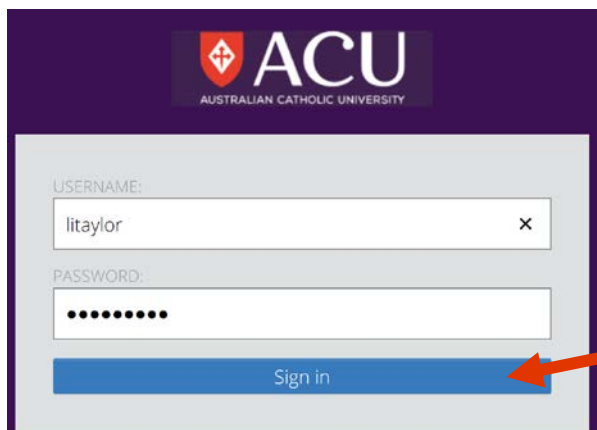 ACU
AUSTRALIAN CATHOLIC UNIVERSITY
USERNAME:
litaylor
PASSWORD:
•••••••••
Sign in